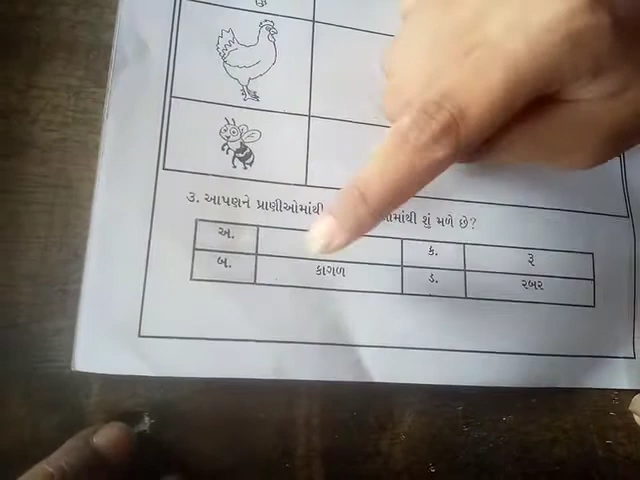 ૩. આપણને પ્રાણીઓમાંથી શું મળે છે?
અ. ક. રૂ
બ. કાગળ ડ. રબર